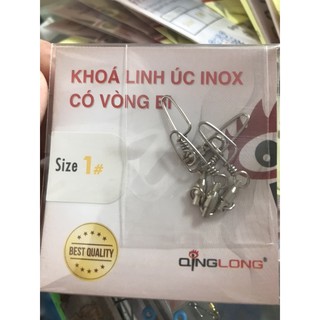 KHOÁ LINH ÚC INOX
CÓ VÒNG BI
Size 1#
BEST QUALITY
QINGLONG®